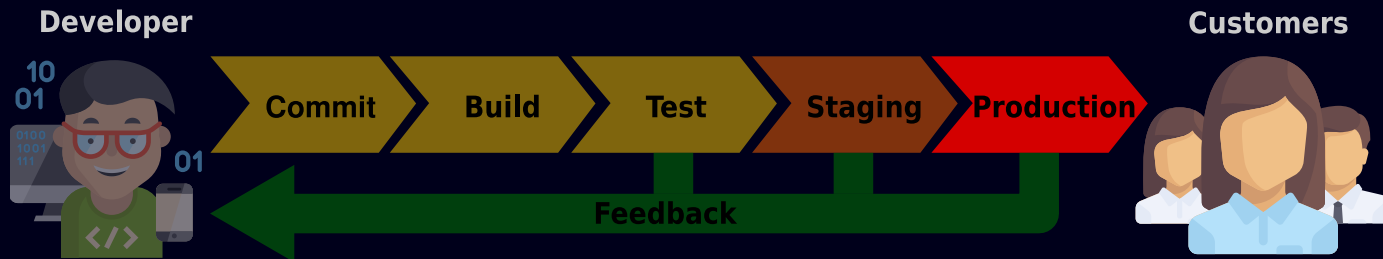 Developer
Customers
10
01
0100
1001
111
01
</>
Commit
Build
Test
Staging
Production
Feedback